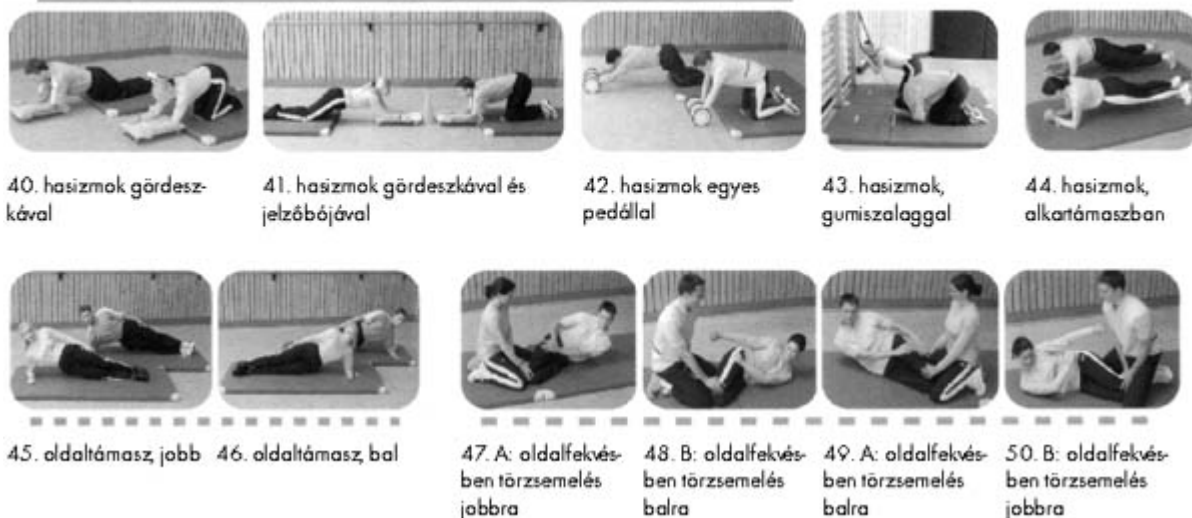 40. hasizmok gördesz-
kával
41. hasizmok gördeszkával és
jelzőbójával
42. hasizmok egyes
pedállal
43. hasizmok,
gumiszalaggal
44. hasizmok,
alkartámaszban
45. oldaltámasz, jobb
46. oldaltámasz, bal
47. A: oldalfekvés-
ben törzsemelés
jobbra
48. B: oldalfekvés-
ben törzsemelés
balra
49. A: oldalfekvés-
ben törzsemelés
balra
50. B: oldalfekvés-
ben törzsemelés
jobbra